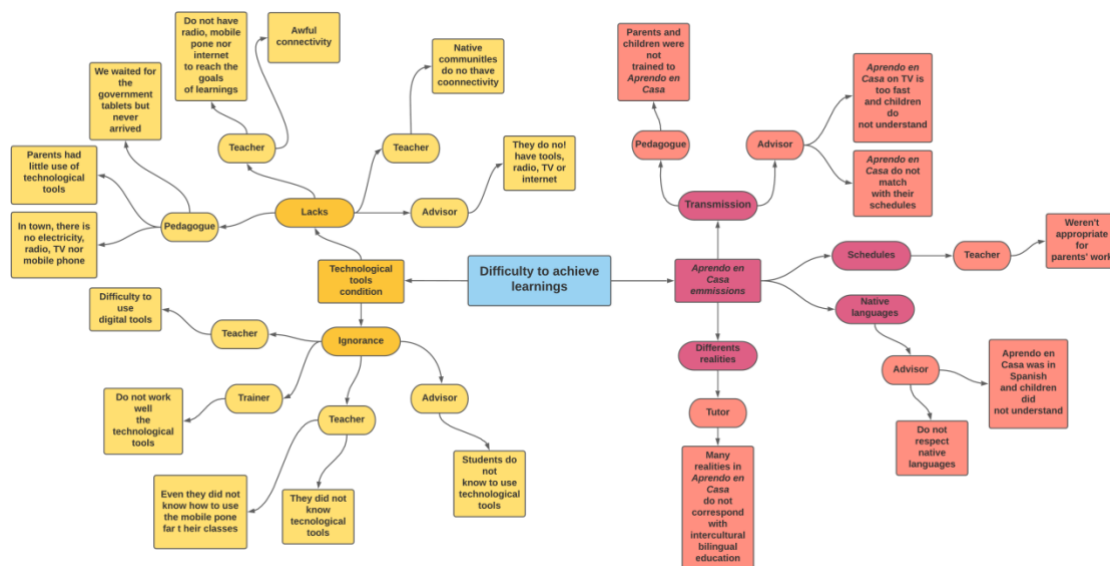 Do not have
radio, mobile
pone nor
internet
to reach the
goals
of learnings
Awful
connectivity
We waited for
the
government
tablets but
never
arrived
Native
communitles
do no thave
coonnectivity
Teacher
Teacher
Parents had
little use of
technological
tools
They do no!
have tools,
radio, TV or
internet
In town, there is
no electricity,
radio, TV nor
mobile phone
Pedagogue
Lacks
Advisor
Technological
tools
condition
Difficulty to achieve
learnings
Difficulty to
use
digital tools
Teacher
Ignorance
Do not work
well
the
technological
tools
Trainer
Teacher
Advisor
Even they did not
know how to use
the mobile pone
far t heir classes
They did not
know
tecnological
tools
Students do
not
know to use
technological
tools
Parents and
children were
not
trained to
Aprendo en
Casa
Aprendo en
Casa on TV is
too fast
and children
do
not understand
Pedagogue
Advisor
Aprendo en
Casa do not
match
with their
schedules
Transmission
Aprendo en
Casa
emmissions
Schedules
Teacher
Weren't
appropriate
for
parents' work
Native
languages
Differents
realities
Advisor
Aprendo en
Casa was in
Spanish
and children
did
not understand
Do not
respect
native
languages
Tutor
Many
realities in
Aprendo en
Casa
do not
correspond
with
intercultural
bilingual
education